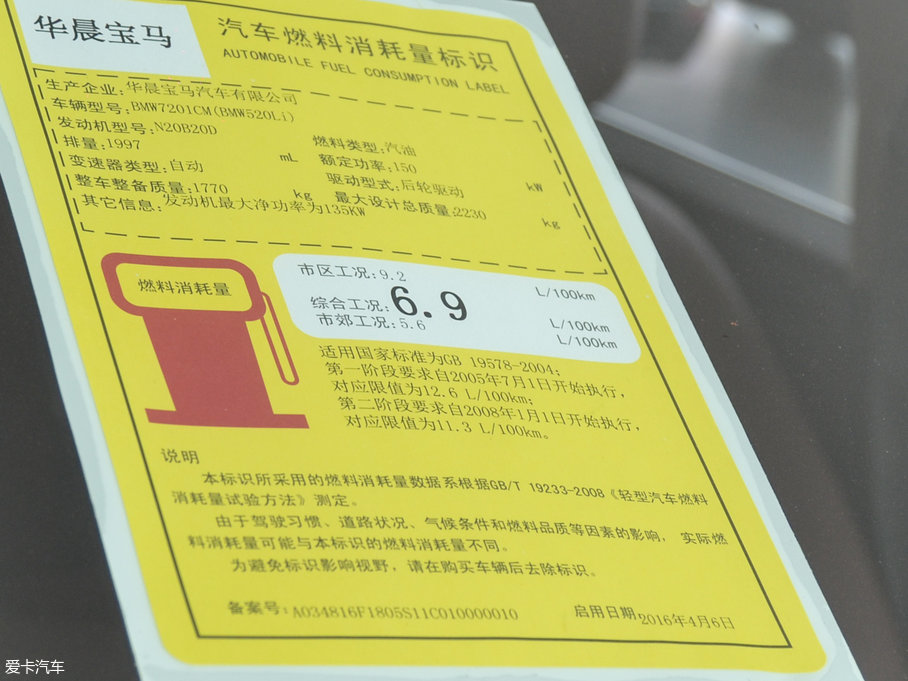 华晨宝马
汽车燃料消耗量标识
AUTOMOBILE FUEL CONSUMPTION LABEL
生产企业:华晨宝马汽车有限公司
车辆型号:BMW7201CM(BMW520Li)
发动机型号:N20B20D
燃料类型:汽油
排量:1997 mL
额定功率:150 kW
变速器类型:自动
驱动型式:后轮驱动
整车整备质量:1770 kg
最大设计总质量:2230 kg
其它信息:发动机最大净功率为135KW
燃料消耗量
市区工况:9.2 L/100km
综合工况:6.9 L/100km
市郊工况:5.6 L/100km
适用国家标准为GB 19578-2004;
第一阶段要求自2005年7月1日开始执行,
对应限值为12.6 L/100km;
第二阶段要求自2008年1月1日开始执行,
对应限值为11.3 L/100km。
说明
本标识所采用的燃料消耗量数据系根据GB/T 19233-2008《轻型汽车燃料
消耗量试验方法》测定。
由于驾驶习惯、道路状况、气候条件和燃料品质等因素的影响, 实际燃
料消耗量可能与本标识的燃料消耗量不同。
为避免标识影响视野,请在购买车辆后去除标识。
备案号:A034816F1805S11C010000010
启用日期2016年4月6日
爱卡汽车